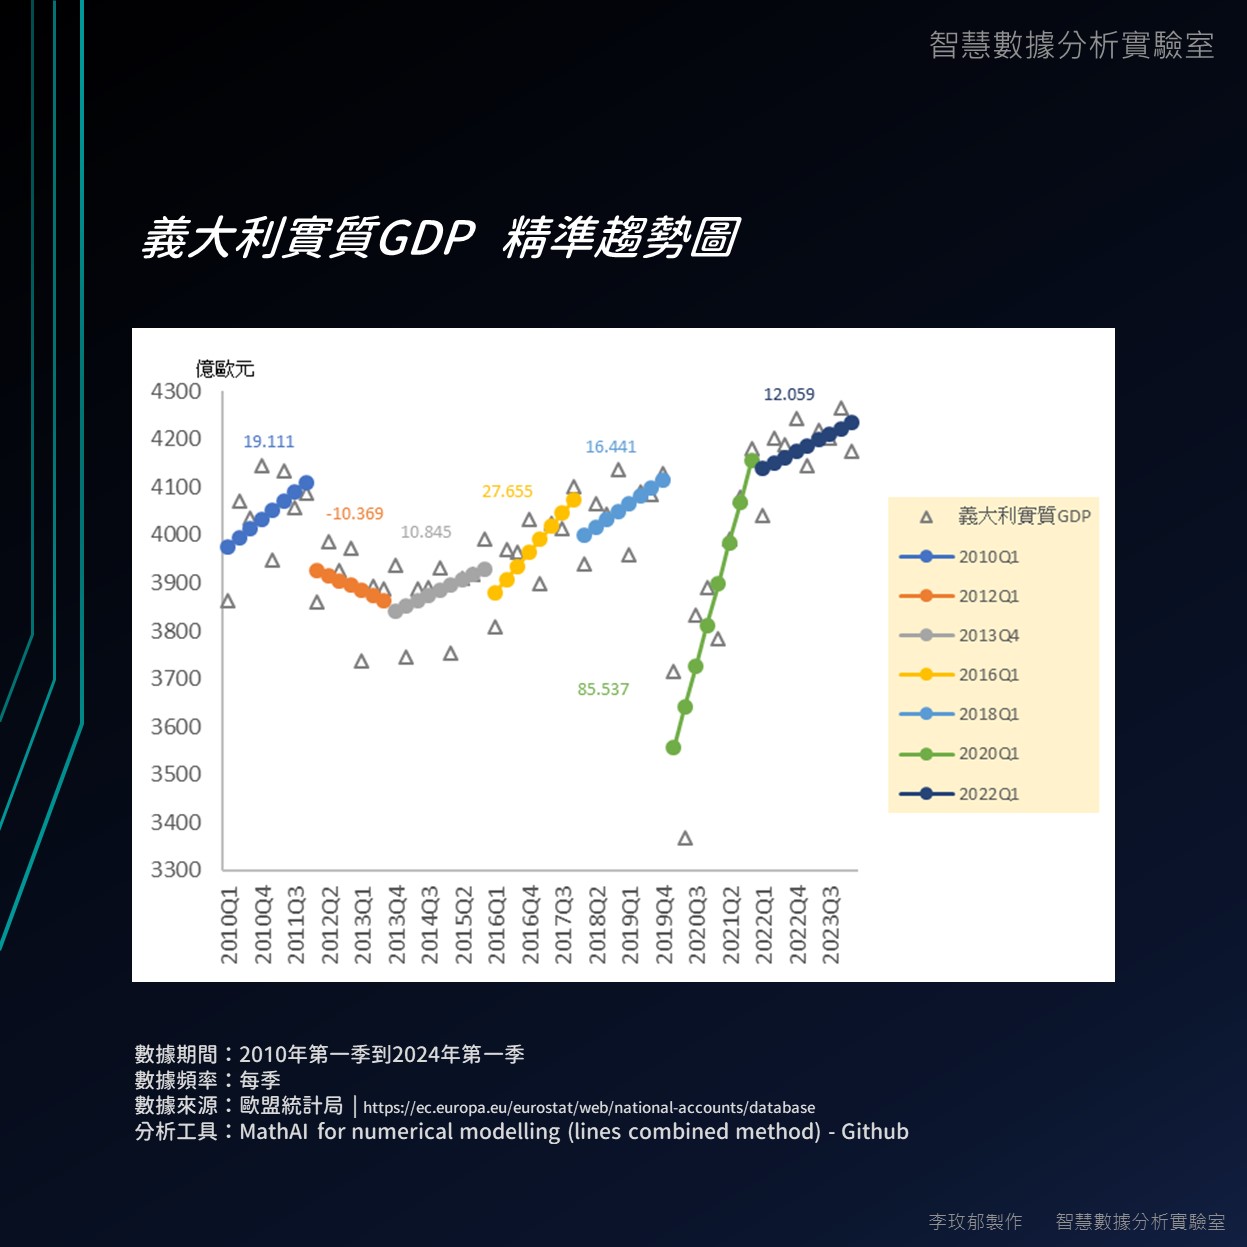 智慧數據分析實驗室
義大利實質GDP 精準趨勢圖
億歐元
4300
4200
4100
4000
3900
3800
3700
3600
3500
3400
3300
19.111
-10.369
10.845
27.655
16.441
85.537
12.059
2010Q1
2010Q4
2011Q3
2012Q2
2013Q1
2013Q4
2014Q3
2015Q2
2016Q1
2016Q4
2017Q3
2018Q2
2019Q1
2019Q4
2020Q3
2021Q2
2022Q1
2022Q4
2023Q3
義大利實質GDP
2010Q1
2012Q1
2013Q4
2016Q1
2018Q1
2020Q1
2022Q1
數據期間：2010年第一季到2024年第一季
數據頻率：每季
數據來源：歐盟統計局 | https://ec.europa.eu/eurostat/web/national-accounts/database
分析工具：MathAI for numerical modelling (lines combined method) - Github
李玟郁製作 智慧數據分析實驗室